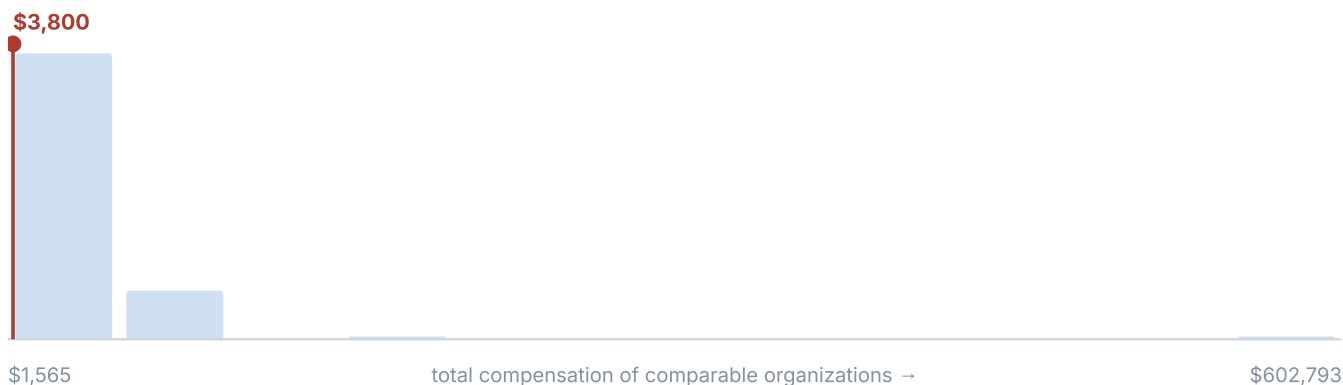 $3,800
$1,565 total compensation of comparable organizations → $602,793